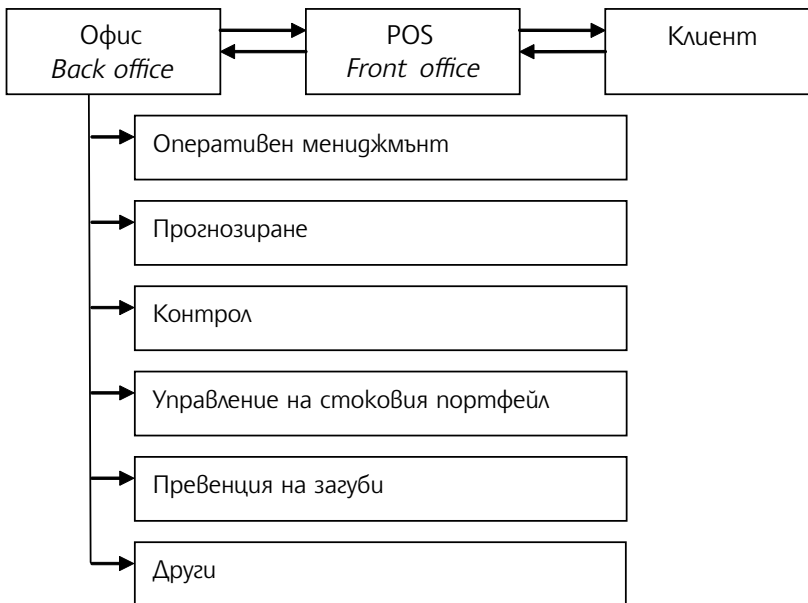 Офис
Back office
POS
Front office
Клиент
Оперативен мениджмънт
Прогнозиране
Контрол
Управление на стоковия портфейл
Превенция на загуби
Други